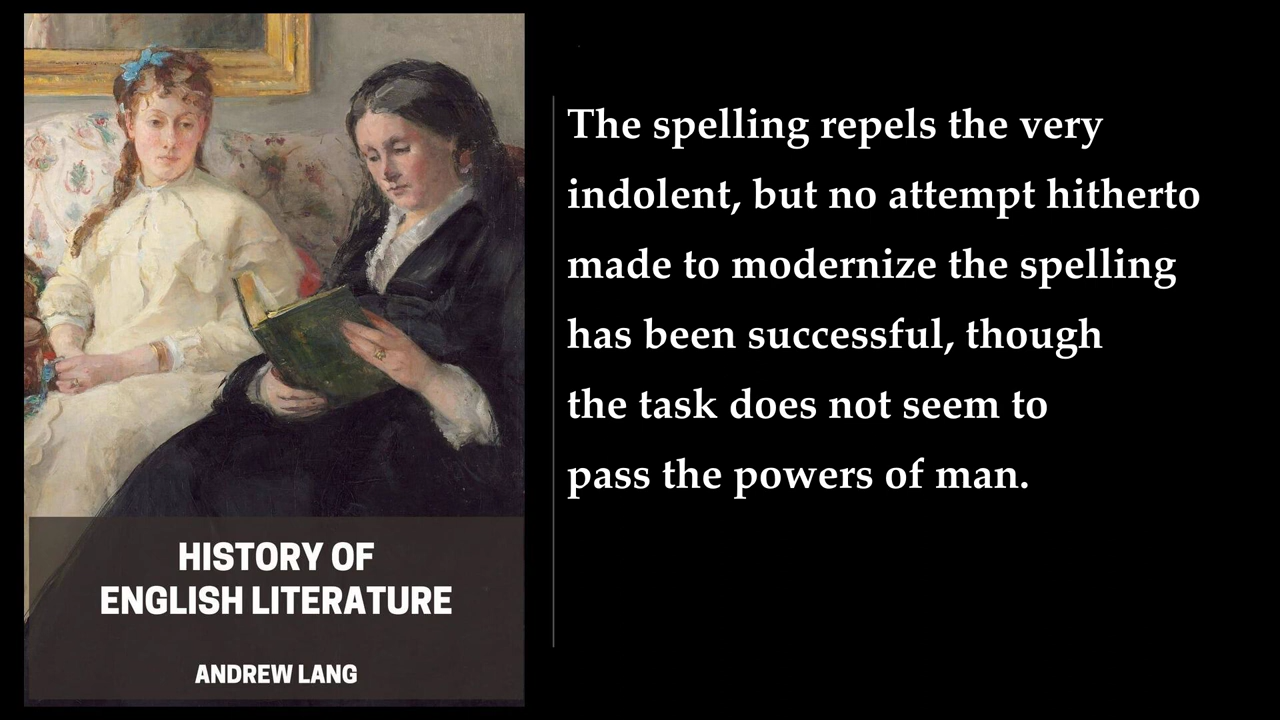 HISTORY OF
ENGLISH LITERATURE
ANDREW LANG
The spelling repels the very
indolent, but no attempt hitherto
made to modernize the spelling
has been successful, though
the task does not seem to
pass the powers of man.